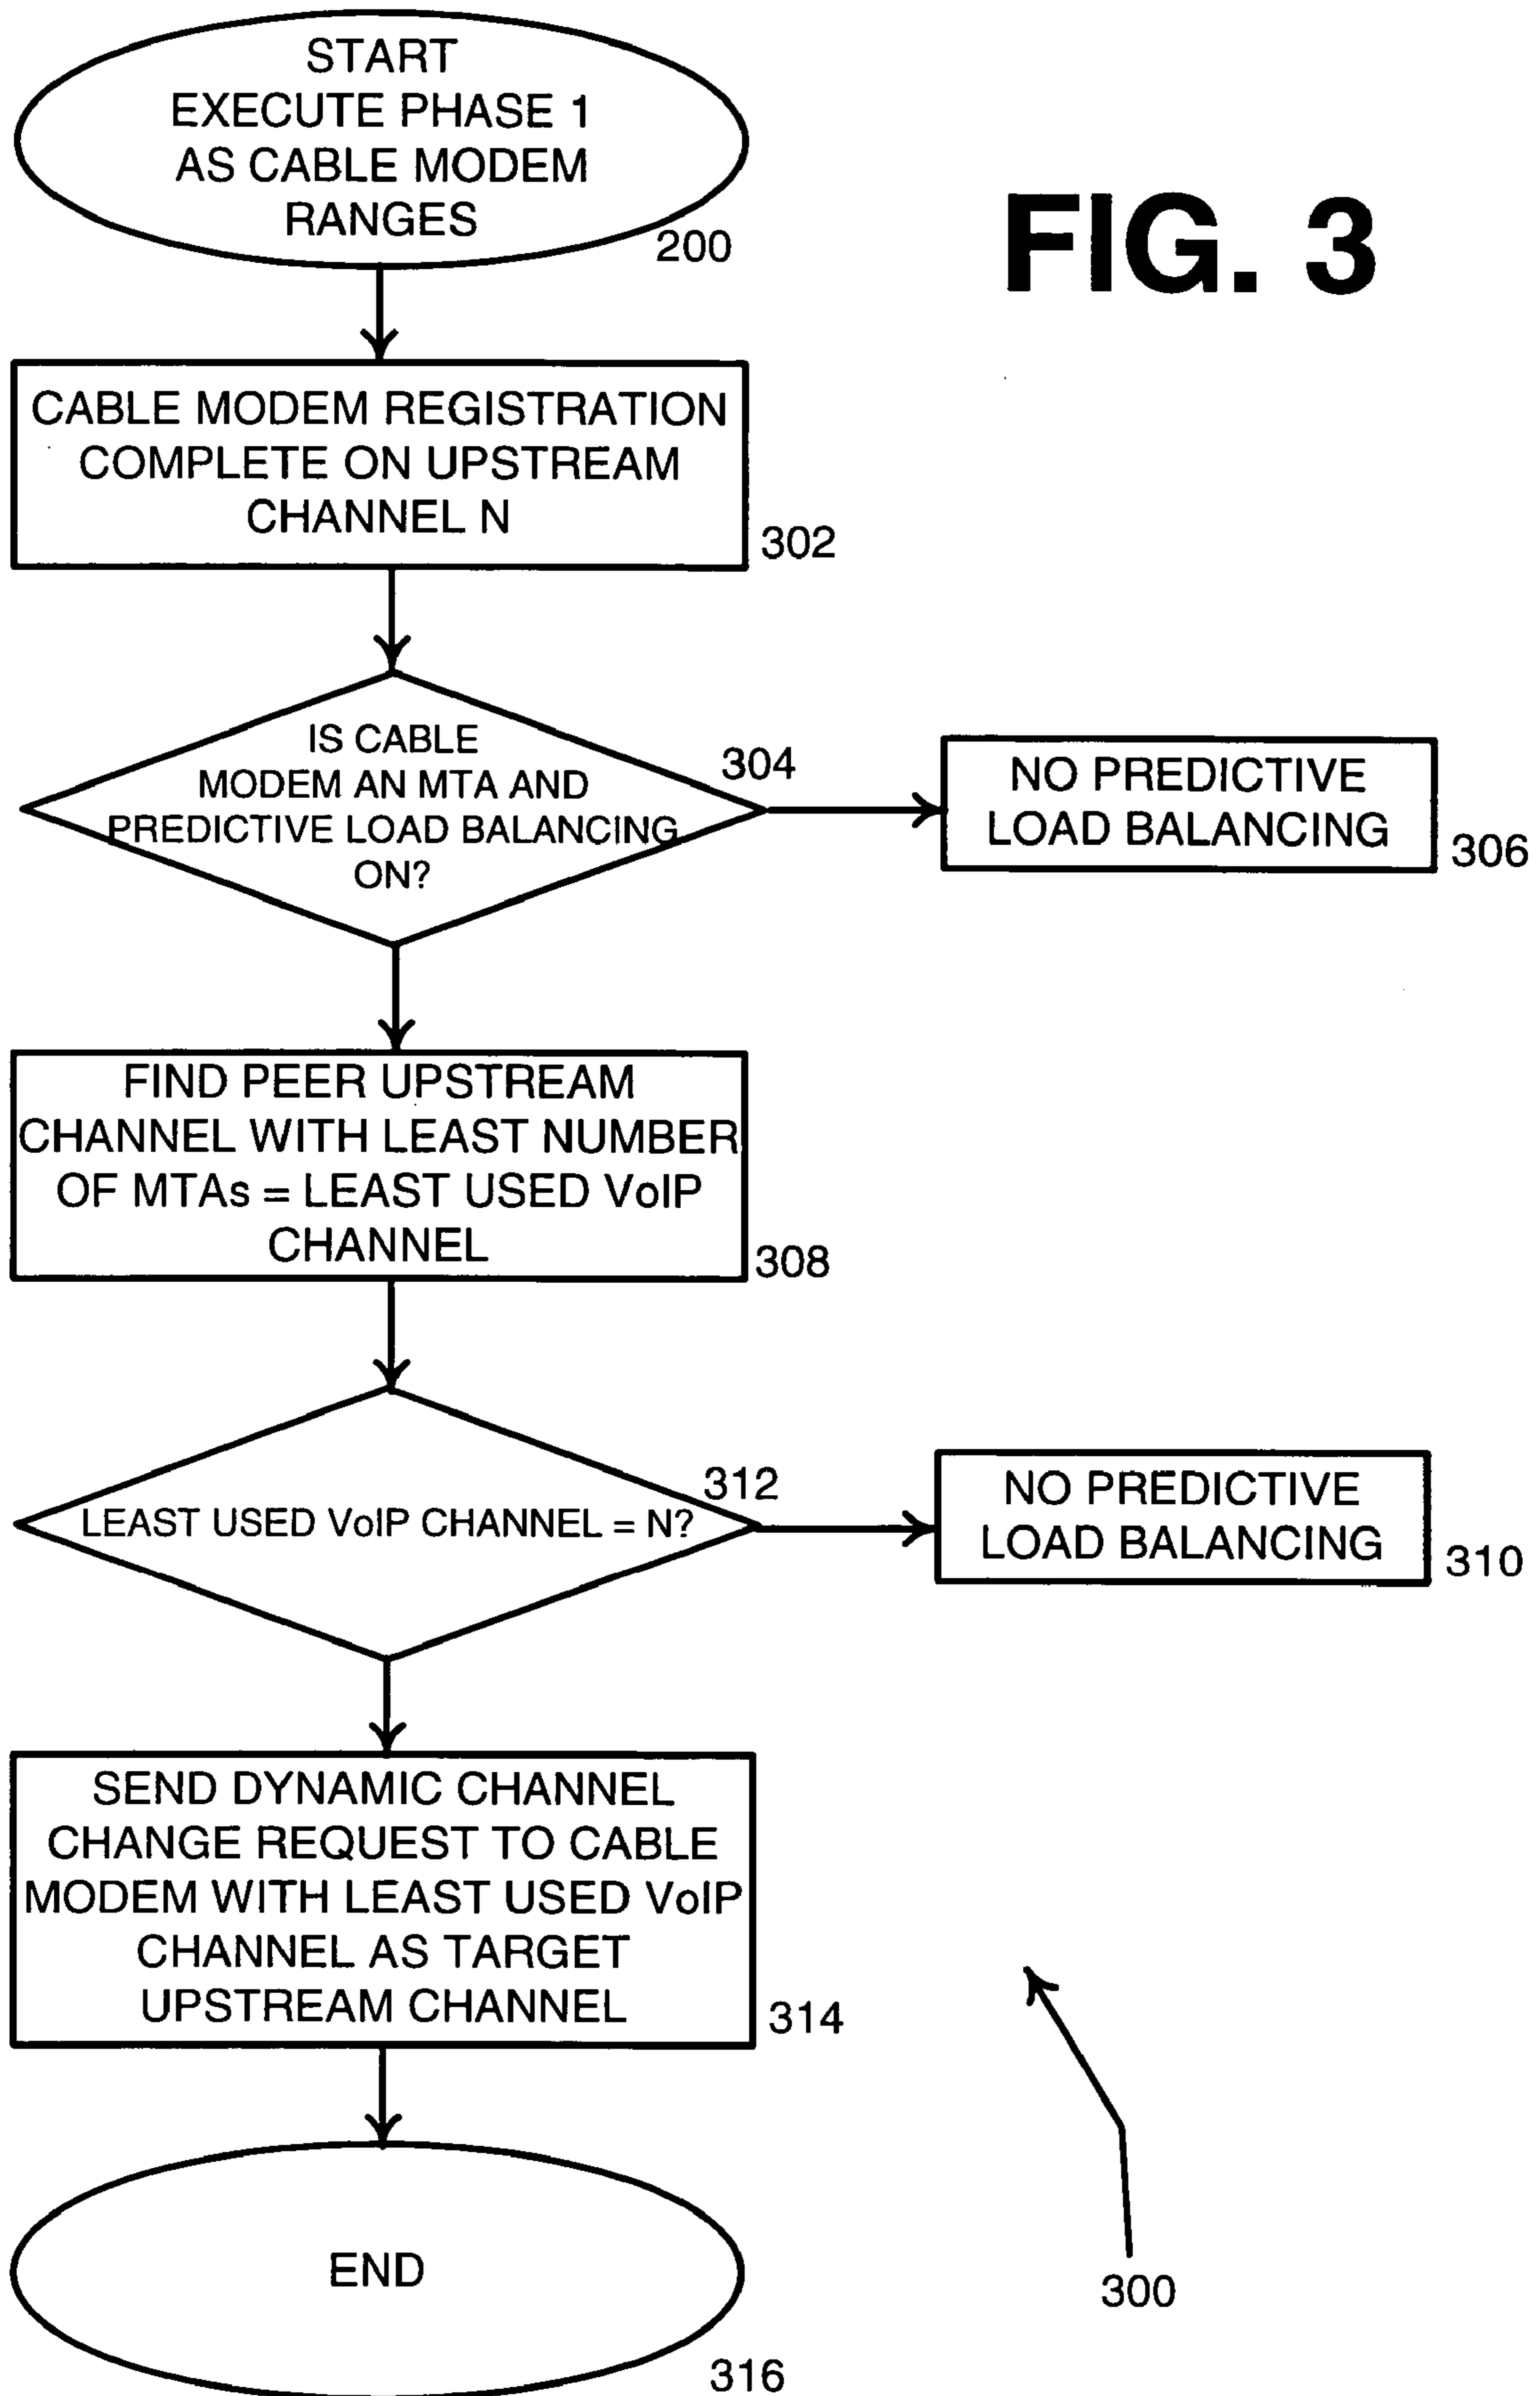 START
EXECUTE PHASE 1
AS CABLE MODEM
RANGES
200
FIG. 3
CABLE MODEM REGISTRATION
COMPLETE ON UPSTREAM
CHANNEL N
302
IS CABLE
MODEM AN MTA AND
PREDICTIVE LOAD BALANCING
ON?
304
NO PREDICTIVE
LOAD BALANCING
306
FIND PEER UPSTREAM
CHANNEL WITH LEAST NUMBER
OF MTAs = LEAST USED VoIP
CHANNEL
308
LEAST USED VoIP CHANNEL = N?
312
NO PREDICTIVE
LOAD BALANCING
310
SEND DYNAMIC CHANNEL
CHANGE REQUEST TO CABLE
MODEM WITH LEAST USED VoIP
CHANNEL AS TARGET
UPSTREAM CHANNEL
314
END
316
300